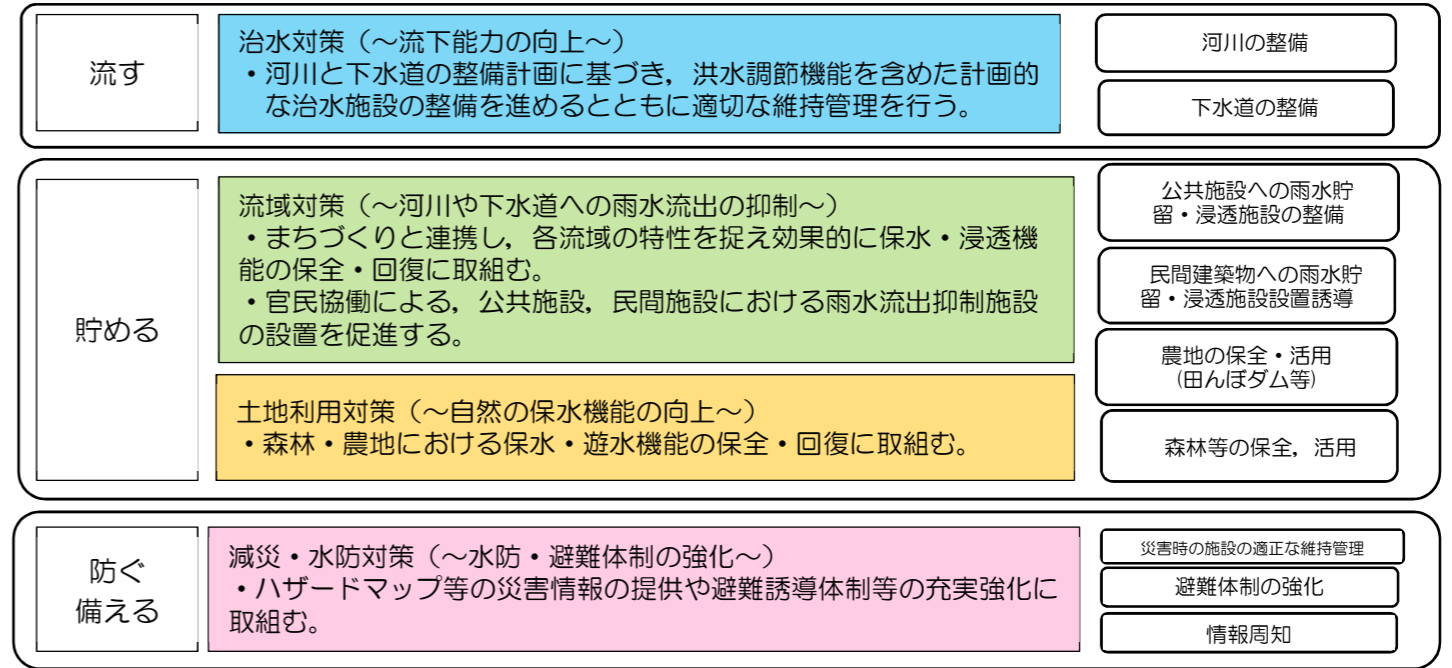 流す
治水対策（～流下能力の向上～）
・河川と下水道の整備計画に基づき，洪水調節機能を含めた計画的
な治水施設の整備を進めるとともに適切な維持管理を行う。
河川の整備
下水道の整備
貯める
流域対策（～河川や下水道への雨水流出の抑制～）
・まちづくりと連携し，各流域の特性を捉え効果的に保水・浸透機
能の保全・回復に取組む。
・官民協働による，公共施設，民間施設における雨水流出抑制施設
の設置を促進する。
土地利用対策（～自然の保水機能の向上～）
・森林・農地における保水・遊水機能の保全・回復に取組む。
公共施設への雨水貯
留・浸透施設の整備
民間建築物への雨水貯
留・浸透施設設置誘導
農地の保全・活用
(田んぼダム等)
森林等の保全，活用
防ぐ
備える
減災・水防対策（～水防・避難体制の強化～）
・ハザードマップ等の災害情報の提供や避難誘導体制等の充実強化に
取組む。
災害時の施設の適正な維持管理
避難体制の強化
情報周知